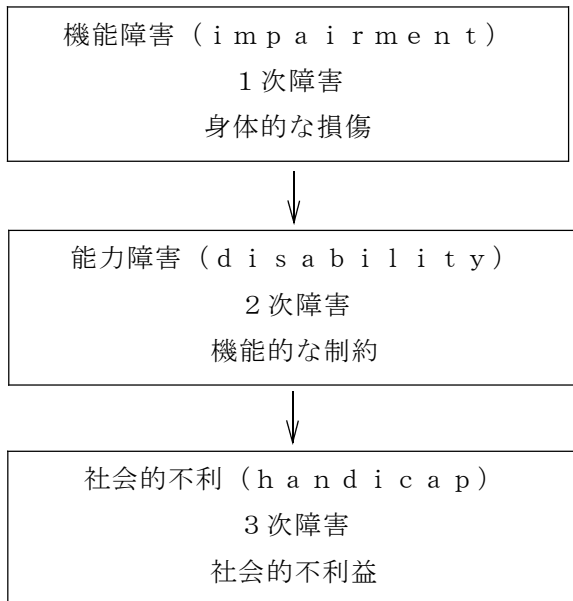 機能障害（ｉｍｐａｉｒｍｅｎｔ）
１次障害
身体的な損傷
能力障害（ｄｉｓａｂｉｌｉｔｙ）
２次障害
機能的な制約
社会的不利（ｈａｎｄｉｃａｐ）
３次障害
社会的不利益